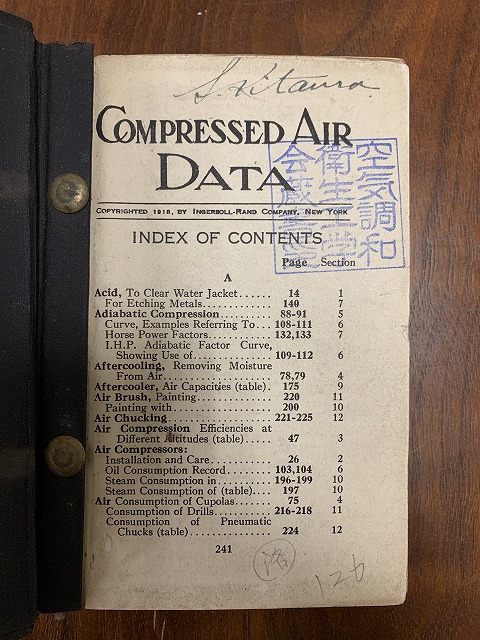 S. Kitaura
COMPRESSED AIR
DATA
COPYRIGHTED 1918, BY INGERSOLL-RAND COMPANY, NEW YORK
空気調和
衛生工学
会蔵書
INDEX OF CONTENTS
Page Section
A
Acid, To Clear Water Jacket...... 14 1
For Etching Metals............... 140 7
Adiabatic Compression.......... 88-91 5
Curve, Examples Referring To... 108-111 6
Horse Power Factors............. 132,133 7
I.H.P. Adiabatic Factor Curve,
Showing Use of............... 109-112 6
Aftercooling, Removing Moisture
From Air..................... 78,79 4
Aftercooler, Air Capacities (table). 175 9
Air Brush, Painting.............. 220 11
Painting with.................... 200 10
Air Chucking.................... 221-225 12
Air Compression Efficiencies at
Different Altitudes (table)..... 47 3
Air Compressors:
Installation and Care........... 26 2
Oil Consumption Record......... 103,104 6
Steam Consumption in.......... 196-199 10
Steam Consumption of (table).... 197 10
Air Consumption of Cupolas....... 75 4
Consumption of Drills........... 216-218 11
Consumption of Pneumatic
Chucks (table)................ 224 12
241
洛
126